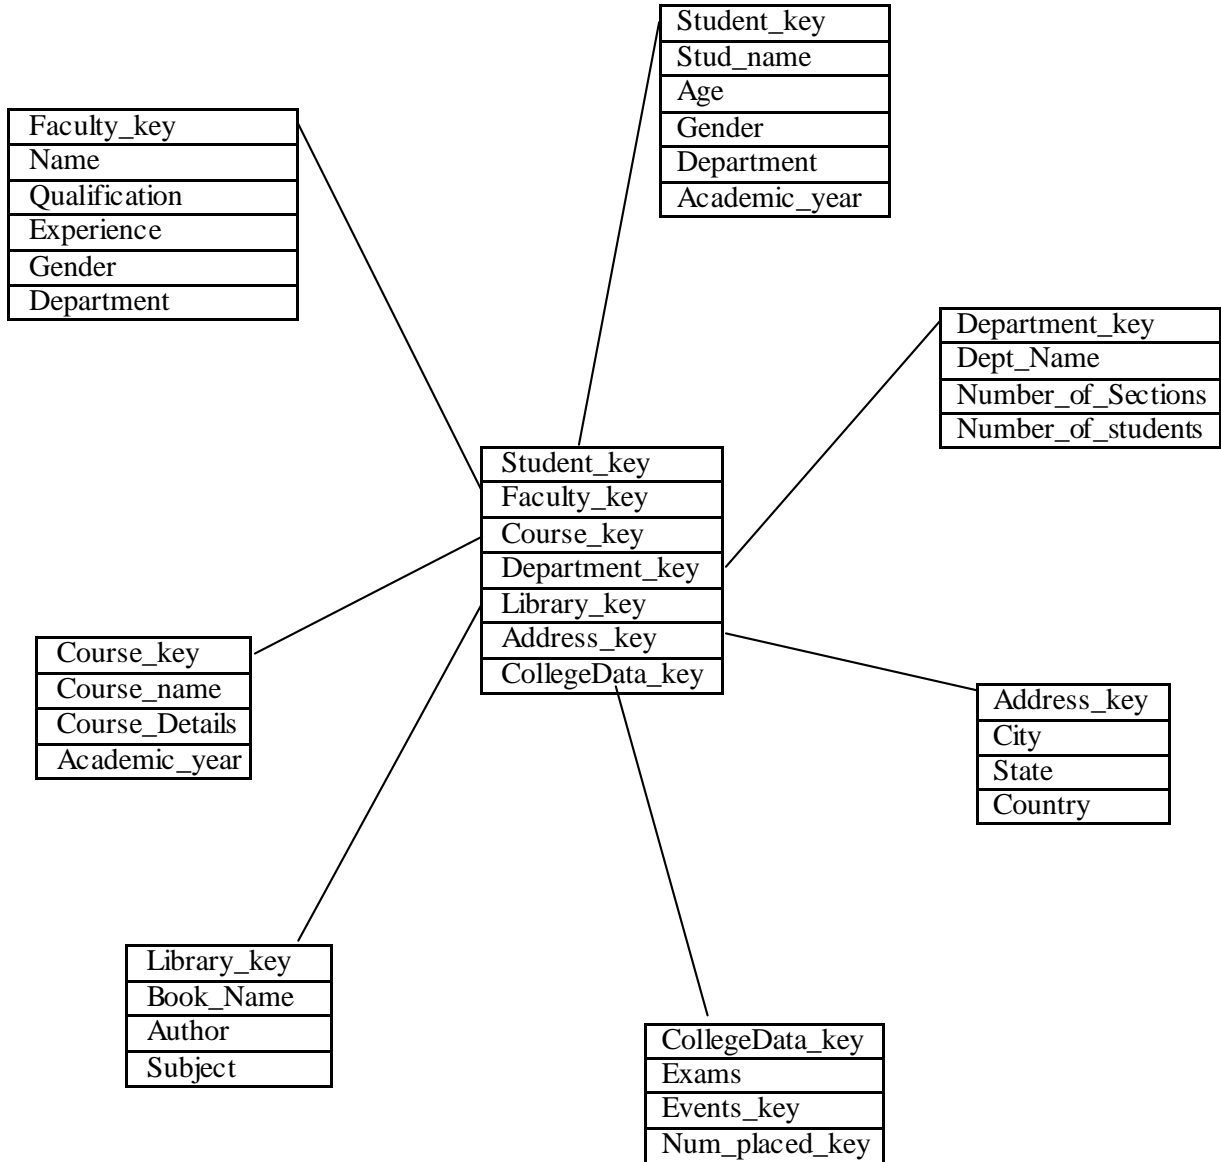 Student_key
Stud_name
Age
Gender
Department
Academic_year
Faculty_key
Name
Qualification
Experience
Gender
Department
Department_key
Dept_Name
Number_of_Sections
Number_of_students
Student_key
Faculty_key
Course_key
Department_key
Library_key
Address_key
CollegeData_key
Course_key
Course_name
Course_Details
Academic_year
Address_key
City
State
Country
Library_key
Book_Name
Author
Subject
CollegeData_key
Exams
Events_key
Num_placed_key